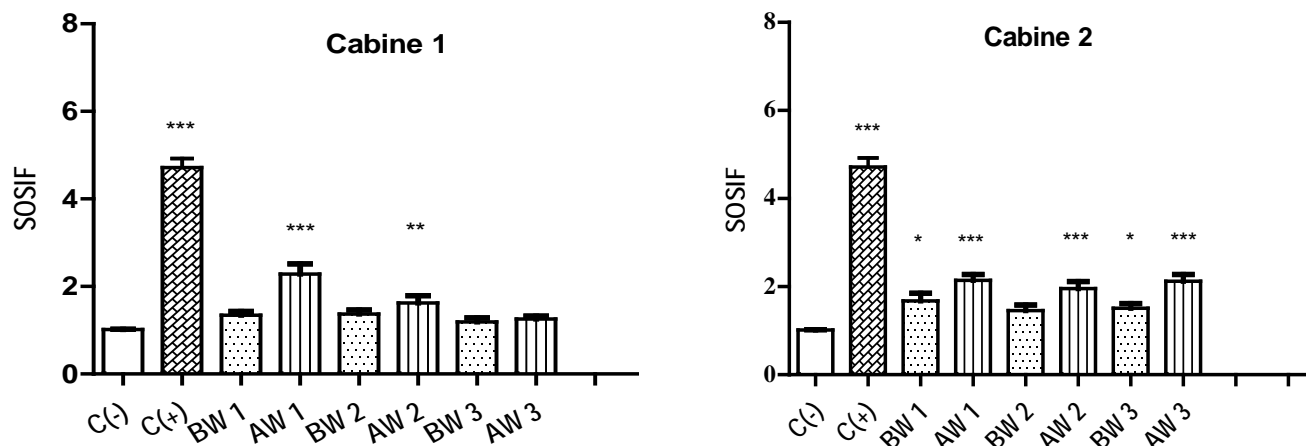 Cabine 1
SOSIF
8
6
4
2
0
***
***
**
C(-) C(+) BW 1 AW 1 BW 2 AW 2 BW 3 AW 3
Cabine 2
SOSIF
8
6
4
2
0
***
* *** *** * ***
C(-) C(+) BW 1 AW 1 BW 2 AW 2 BW 3 AW 3